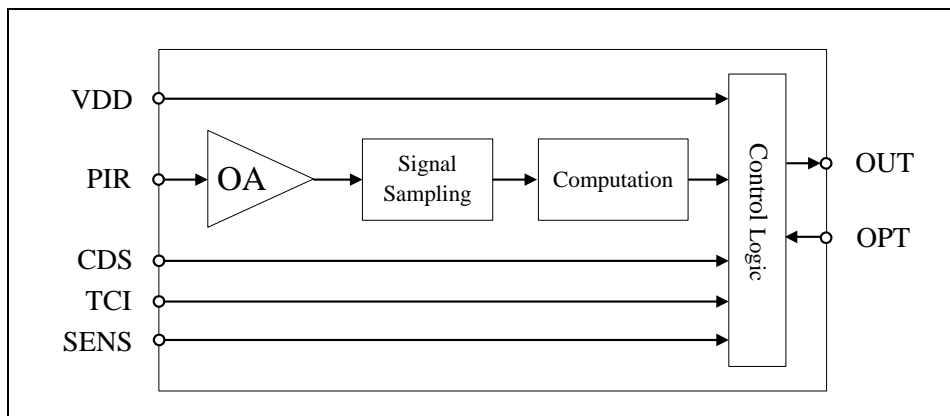 VDD
PIR
OA
Signal
Sampling
Computation
Control Logic
OUT
OPT
CDS
TCI
SENS